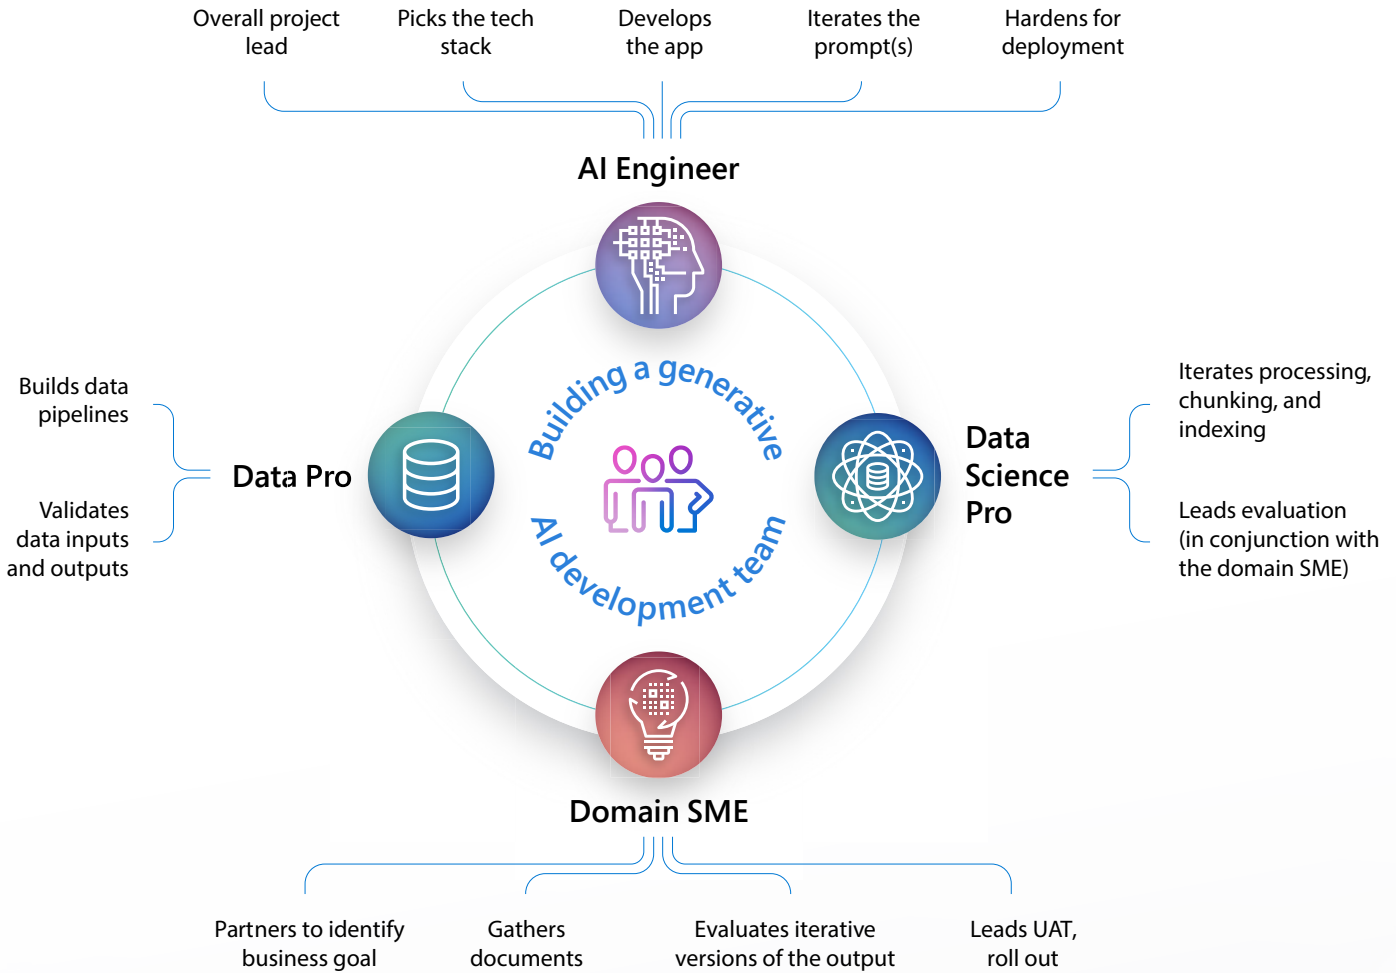 Overall project
lead
Picks the tech
stack
Develops
the app
Iterates the
prompt(s)
Hardens for
deployment
AI Engineer
Building a generative
AI development team
Builds data
pipelines
Validates
data inputs
and outputs
Data Pro
Data
Science
Pro
Iterates processing,
chunking, and
indexing
Leads evaluation
(in conjunction with
the domain SME)
Domain SME
Partners to identify
business goal
Gathers
documents
Evaluates iterative
versions of the output
Leads UAT,
roll out